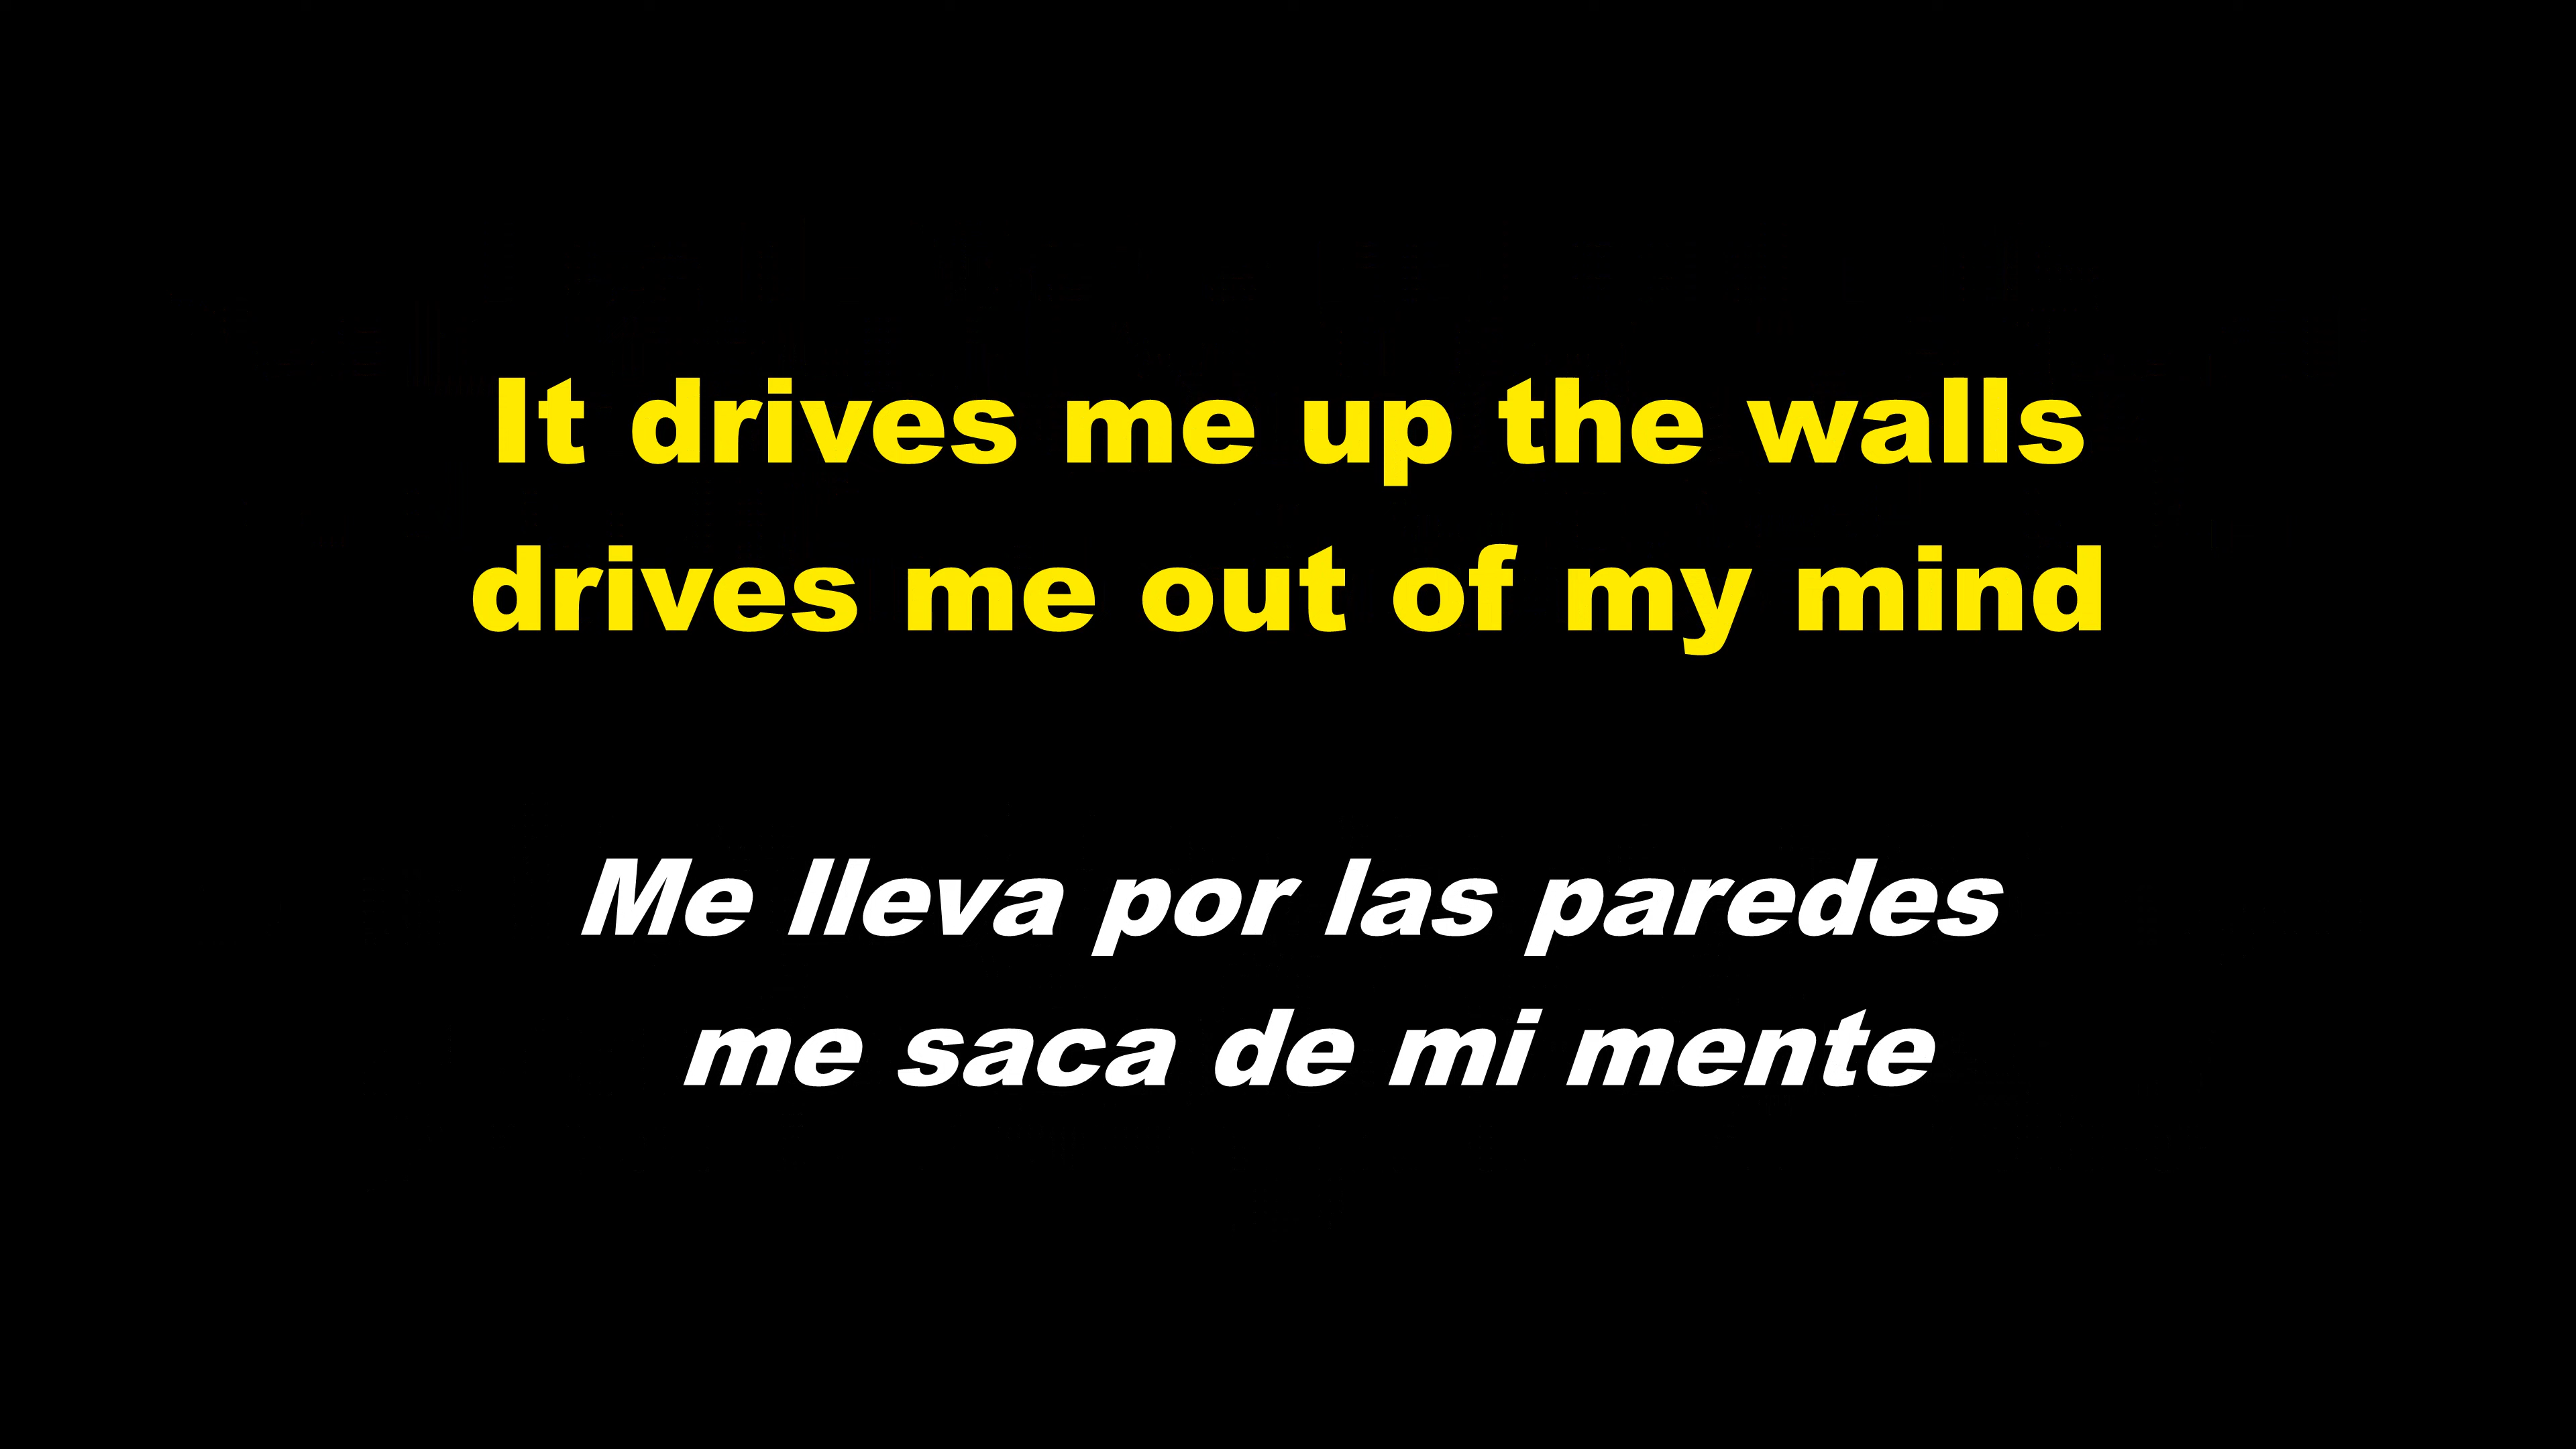 It drives me up the walls
drives me out of my mind
Me lleva por las paredes
me saca de mi mente